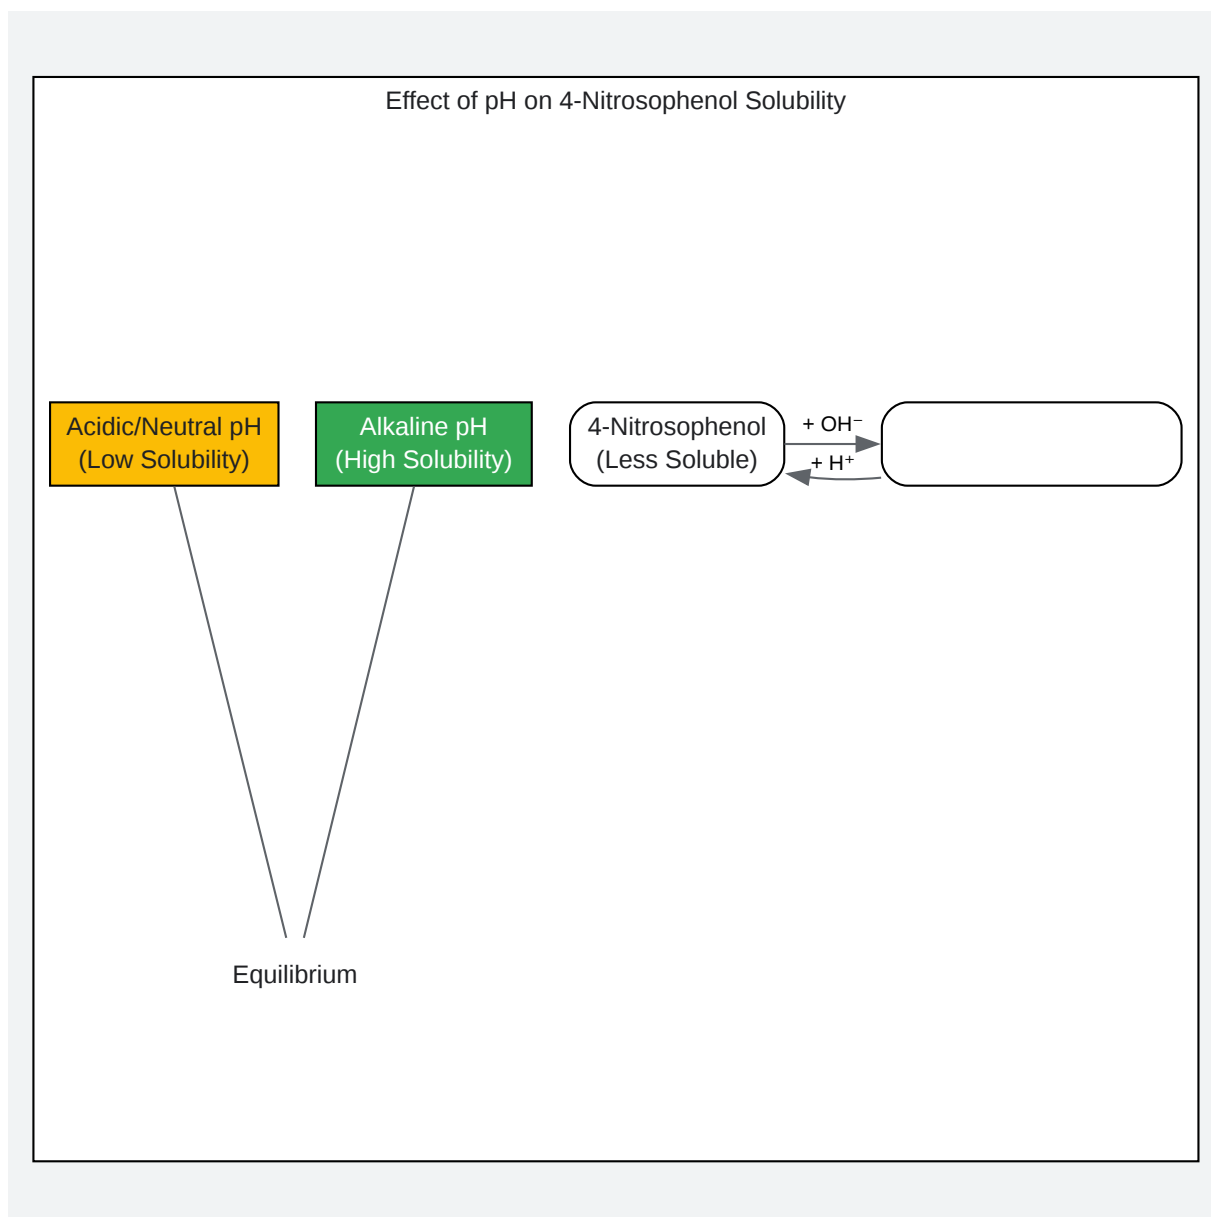 Effect of pH on 4-Nitrosophenol Solubility
Acidic/Neutral pH
(Low Solubility)
Alkaline pH
(High Solubility)
4-Nitrosophenol
(Less Soluble)
+ OH⁻
+ H⁺
Equilibrium